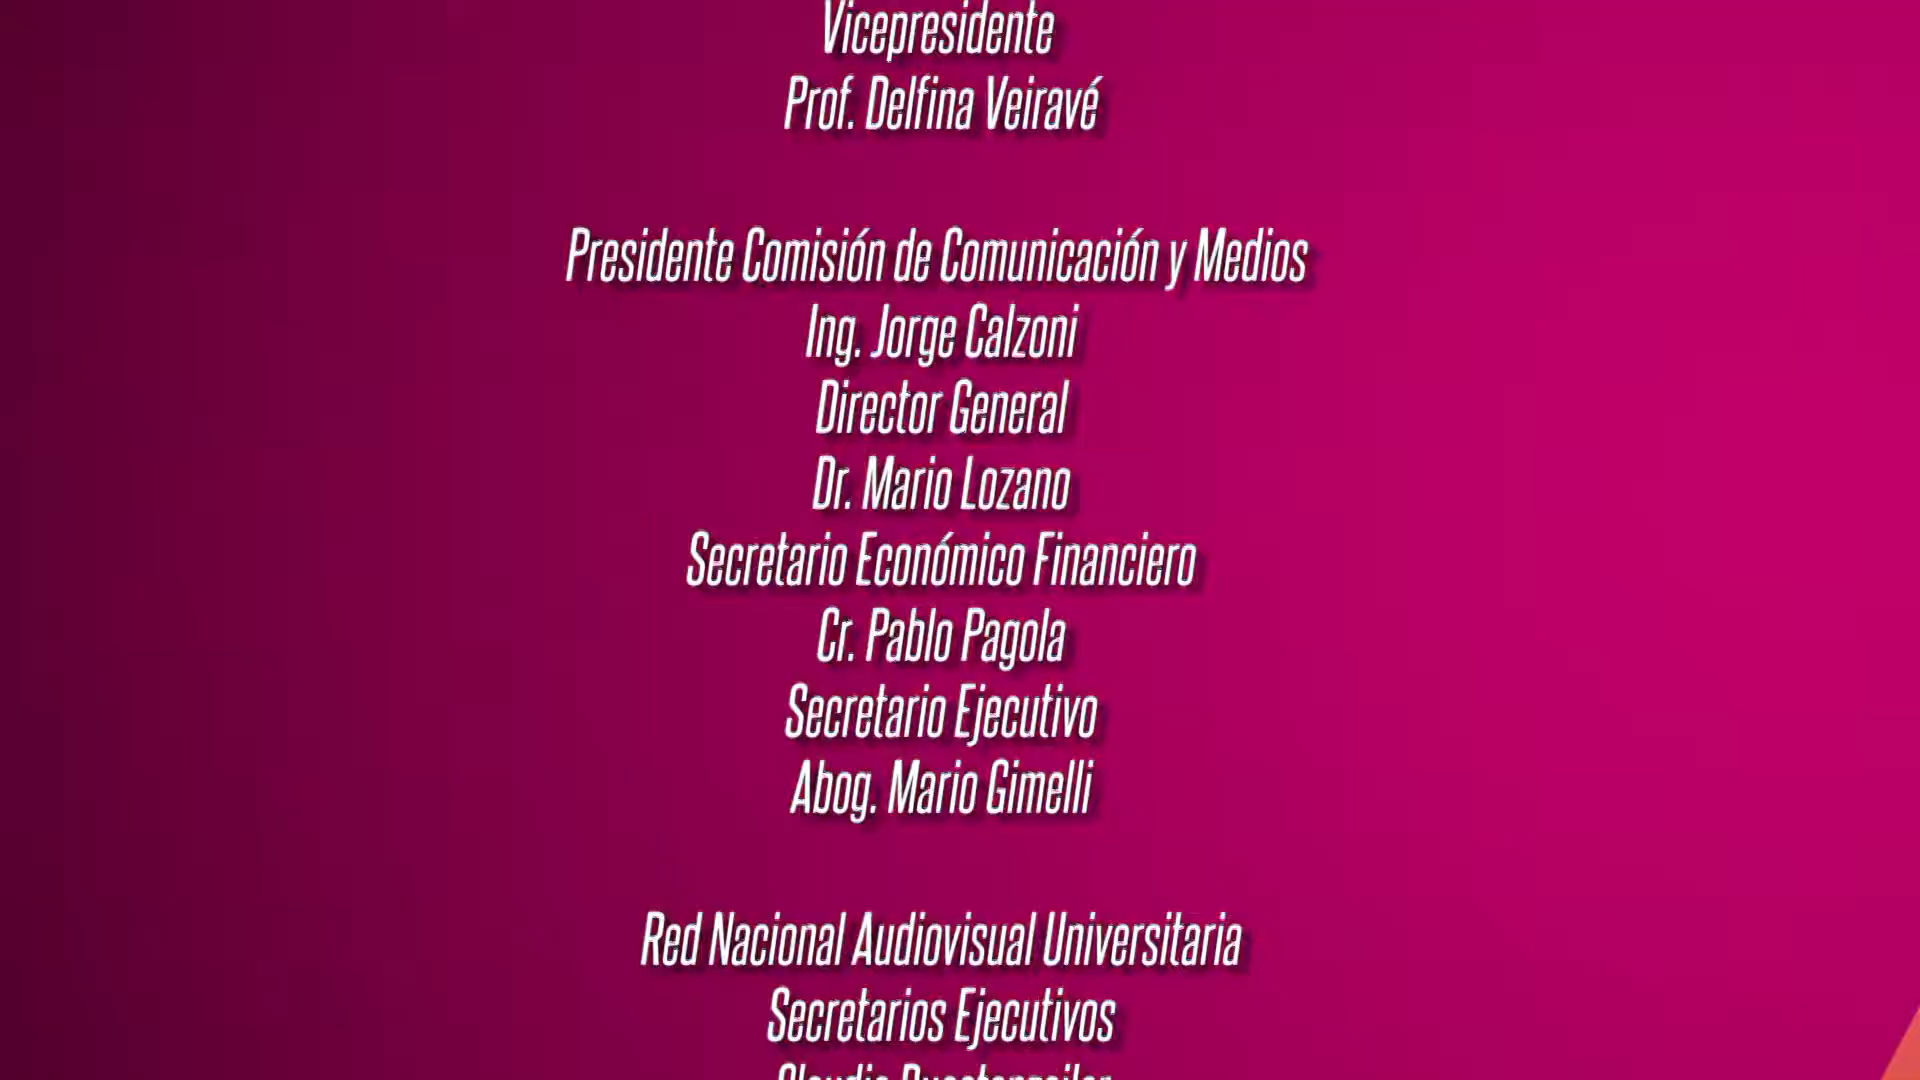 Vicepresidente
Prof. Delfina Veiravé
Presidente Comisión de Comunicación y Medios
Ing. Jorge Calzoni
Director General
Dr. Mario Lozano
Secretario Económico Financiero
Cr. Pablo Pagola
Secretario Ejecutivo
Abog. Mario Gimelli
Red Nacional Audiovisual Universitaria
Secretarios Ejecutivos